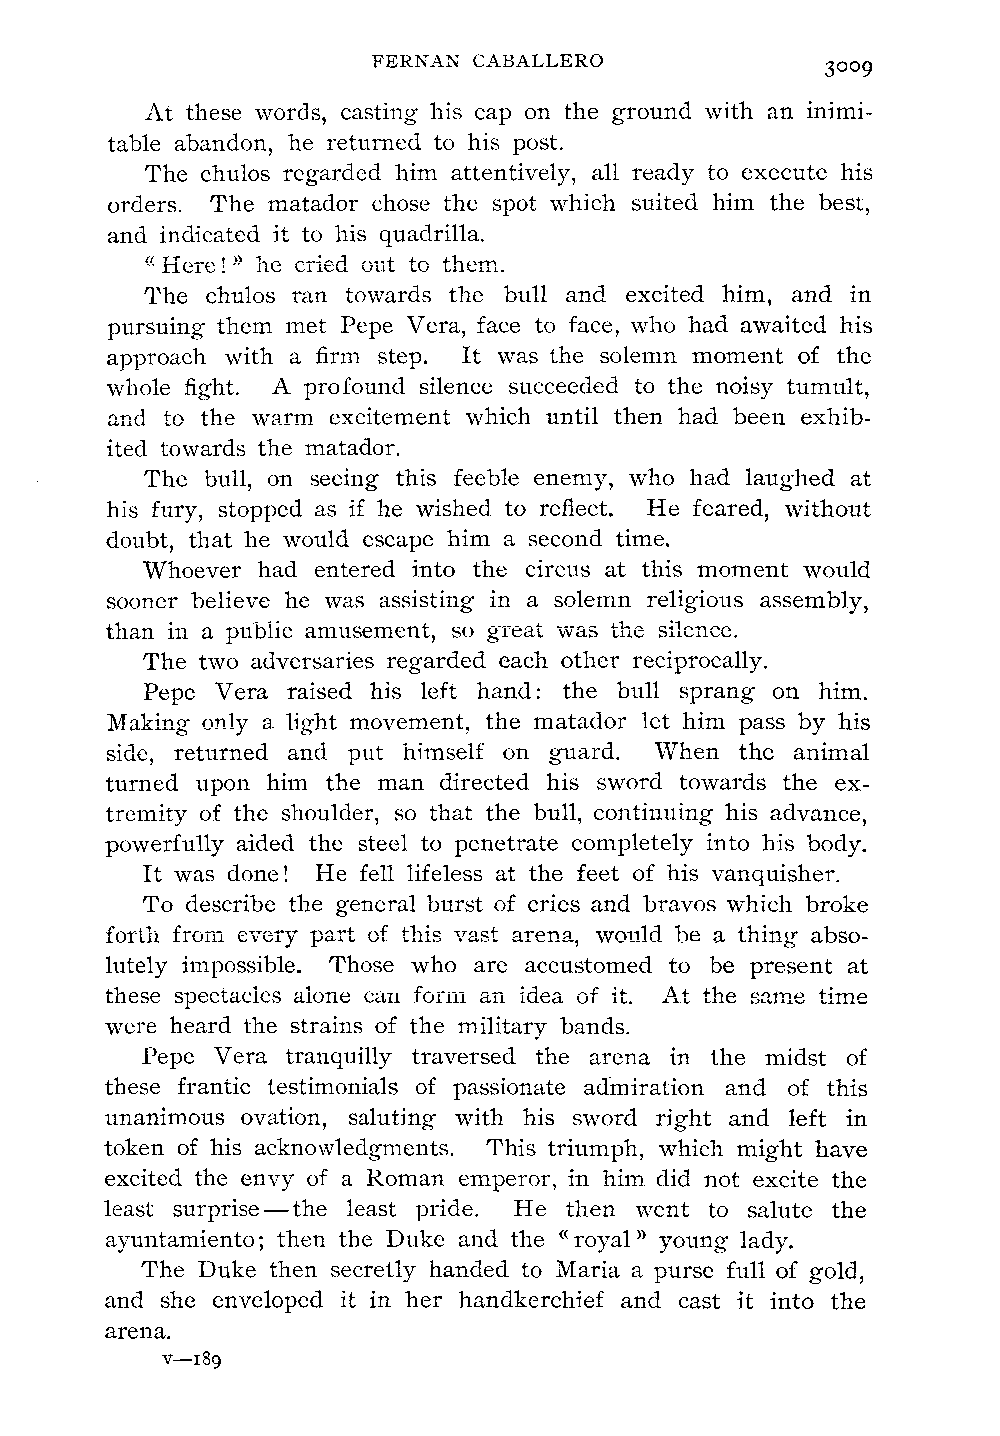 FERNAN CABALLERO
3009
At these words, casting his cap on the ground with an inimi-
table abandon, he returned to his post.
The chulos regarded him attentively, all ready to execute his
orders. The matador chose the spot which suited him the best,
and indicated it to his quadrilla.
“Here!” he cried out to them.
The chulos ran towards the bull and excited him, and in
pursuing them met Pepe Vera, face to face, who had awaited his
approach with a firm step. It was the solemn moment of the
whole fight. A profound silence succeeded to the noisy tumult,
and to the warm excitement which until then had been exhib-
ited towards the matador.
The bull, on seeing this feeble enemy, who had laughed at
his fury, stopped as if he wished to reflect. He feared, without
doubt, that he would escape him a second time.
Whoever had entered into the circus at this moment would
sooner believe he was assisting in a solemn religious assembly,
than in a public amusement, so great was the silence.
The two adversaries regarded each other reciprocally.
Pepe Vera raised his left hand: the bull sprang on him.
Making only a light movement, the matador let him pass by his
side, returned and put himself on guard. When the animal
turned upon him the man directed his sword towards the ex-
tremity of the shoulder, so that the bull, continuing his advance,
powerfully aided the steel to penetrate completely into his body.
It was done! He fell lifeless at the feet of his vanquisher.
To describe the general burst of cries and bravos which broke
forth from every part of this vast arena, would be a thing abso-
lutely impossible. Those who are accustomed to be present at
these spectacles alone can form an idea of it. At the same time
were heard the strains of the military bands.
Pepe Vera tranquilly traversed the arena in the midst of
these frantic testimonials of passionate admiration and of this
unanimous ovation, saluting with his sword right and left in
token of his acknowledgments. This triumph, which might have
excited the envy of a Roman emperor, in him did not excite the
least surprise—the least pride. He then went to salute the
ayuntamiento; then the Duke and the “royal” young lady.
The Duke then secretly handed to Maria a purse full of gold,
and she enveloped it in her handkerchief and cast it into the
arena.
V—189